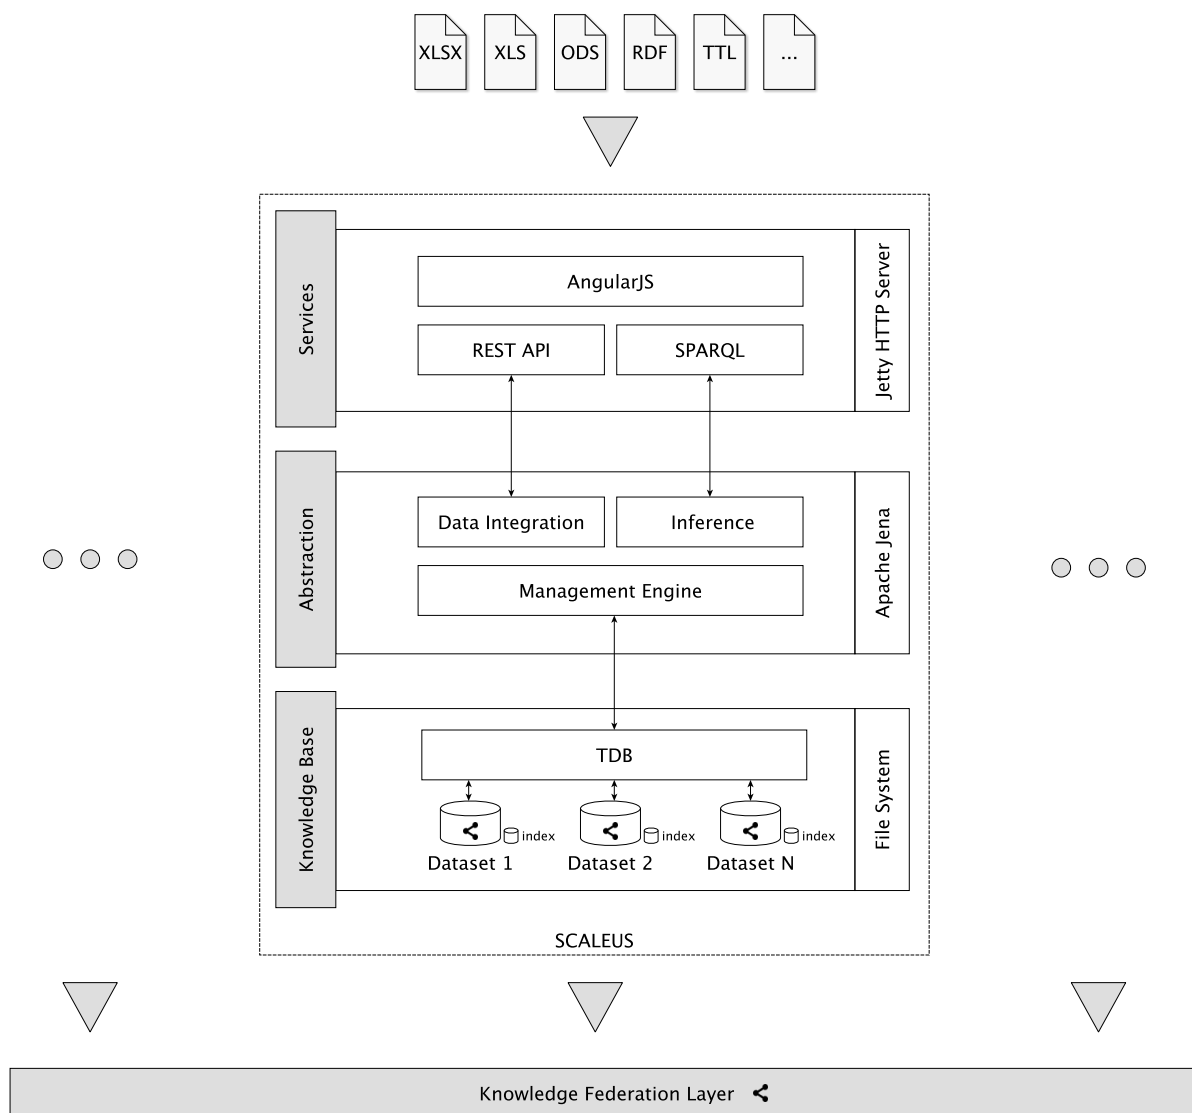 XLSX
XLS
ODS
RDF
TTL
...
Services
AngularJS
REST API
SPARQL
Jetty HTTP Server
Abstraction
Data Integration
Inference
Management Engine
Apache Jena
Knowledge Base
TDB
index
index
index
Dataset 1
Dataset 2
Dataset N
File System
SCALEUS
Knowledge Federation Layer